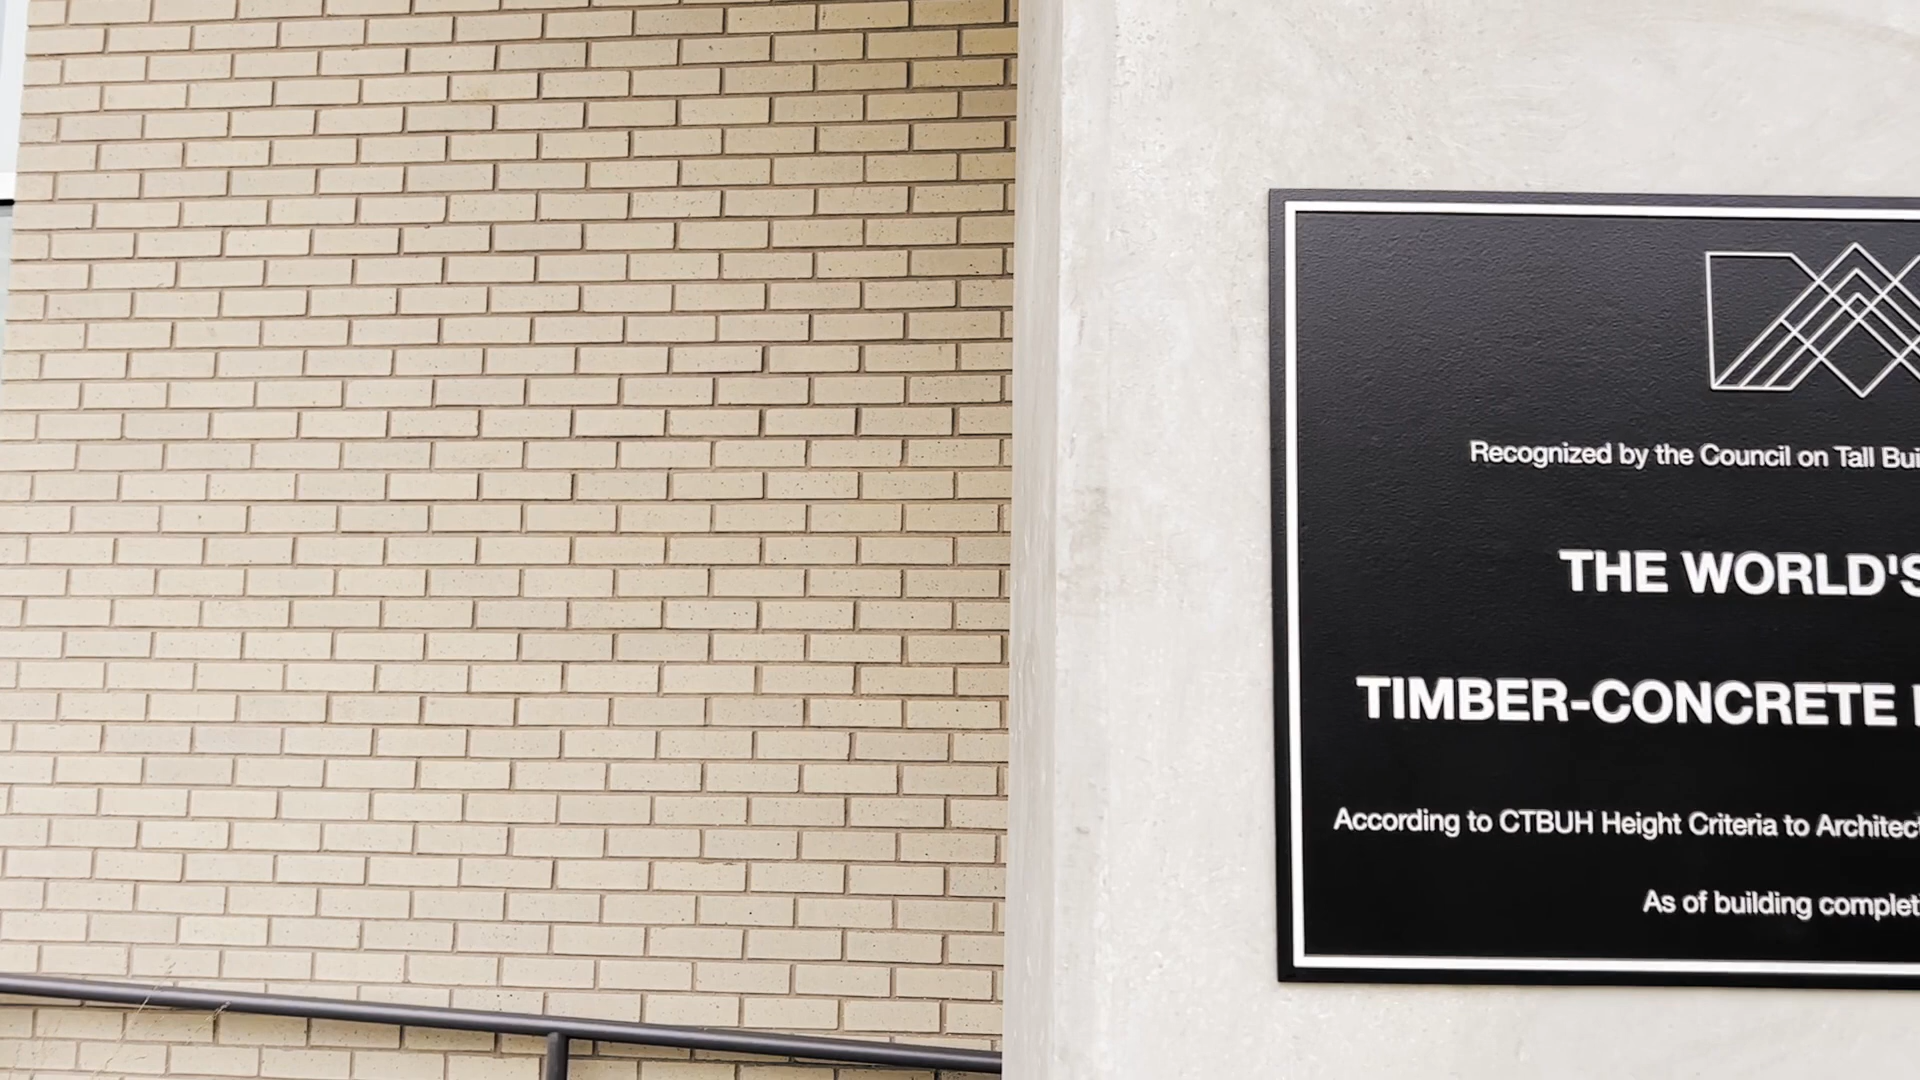 Recognized by the Council on Tall Bui
THE WORLD'S
TIMBER-CONCRETE
According to CTBUH Height Criteria to Architect
As of building complet